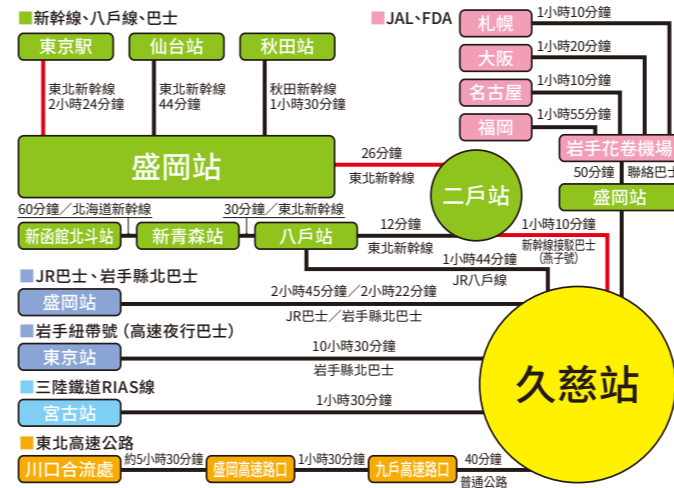 ■新幹線、八戶線、巴士
東京駅
仙台站
秋田站
東北新幹線
2小時24分鐘
東北新幹線
44分鐘
秋田新幹線
1小時30分鐘
盛岡站
26分鐘
東北新幹線
二戶站
60分鐘／北海道新幹線
30分鐘／東北新幹線
新函館北斗站
新青森站
八戶站
12分鐘
東北新幹線
1小時10分鐘
新幹線接駁巴士
（燕子號）
1小時44分鐘
JR八戶線
■JAL、FDA
札幌
1小時10分鐘
大阪
1小時20分鐘
名古屋
1小時10分鐘
福岡
1小時55分鐘
岩手花卷機場
50分鐘
聯絡巴士
盛岡站
■JR巴士、岩手縣北巴士
盛岡站
2小時45分鐘／2小時22分鐘
JR巴士／岩手縣北巴士
■岩手紐帶號（高速夜行巴士）
東京站
10小時30分鐘
岩手縣北巴士
■三陸鐵道RIAS線
宮古站
1小時30分鐘
久慈站
■東北高速公路
川口合流處
約5小時30分鐘
盛岡高速路口
1小時30分鐘
九戶高速路口
40分鐘
普通公路